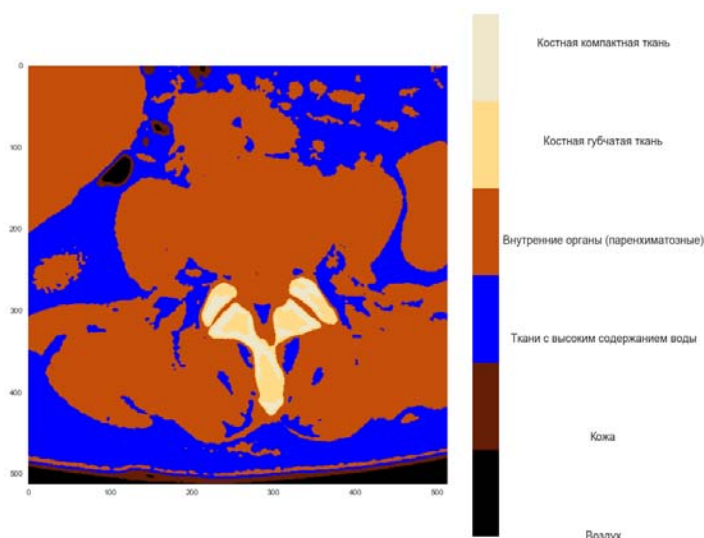 Костная компактная ткань
0
Костная губчатая ткань
100
Внутренние органы (паренхиматозные)
200
300
Ткани с высоким содержанием воды
400
Кожа
500
0 100 200 300 400 500
Воздух